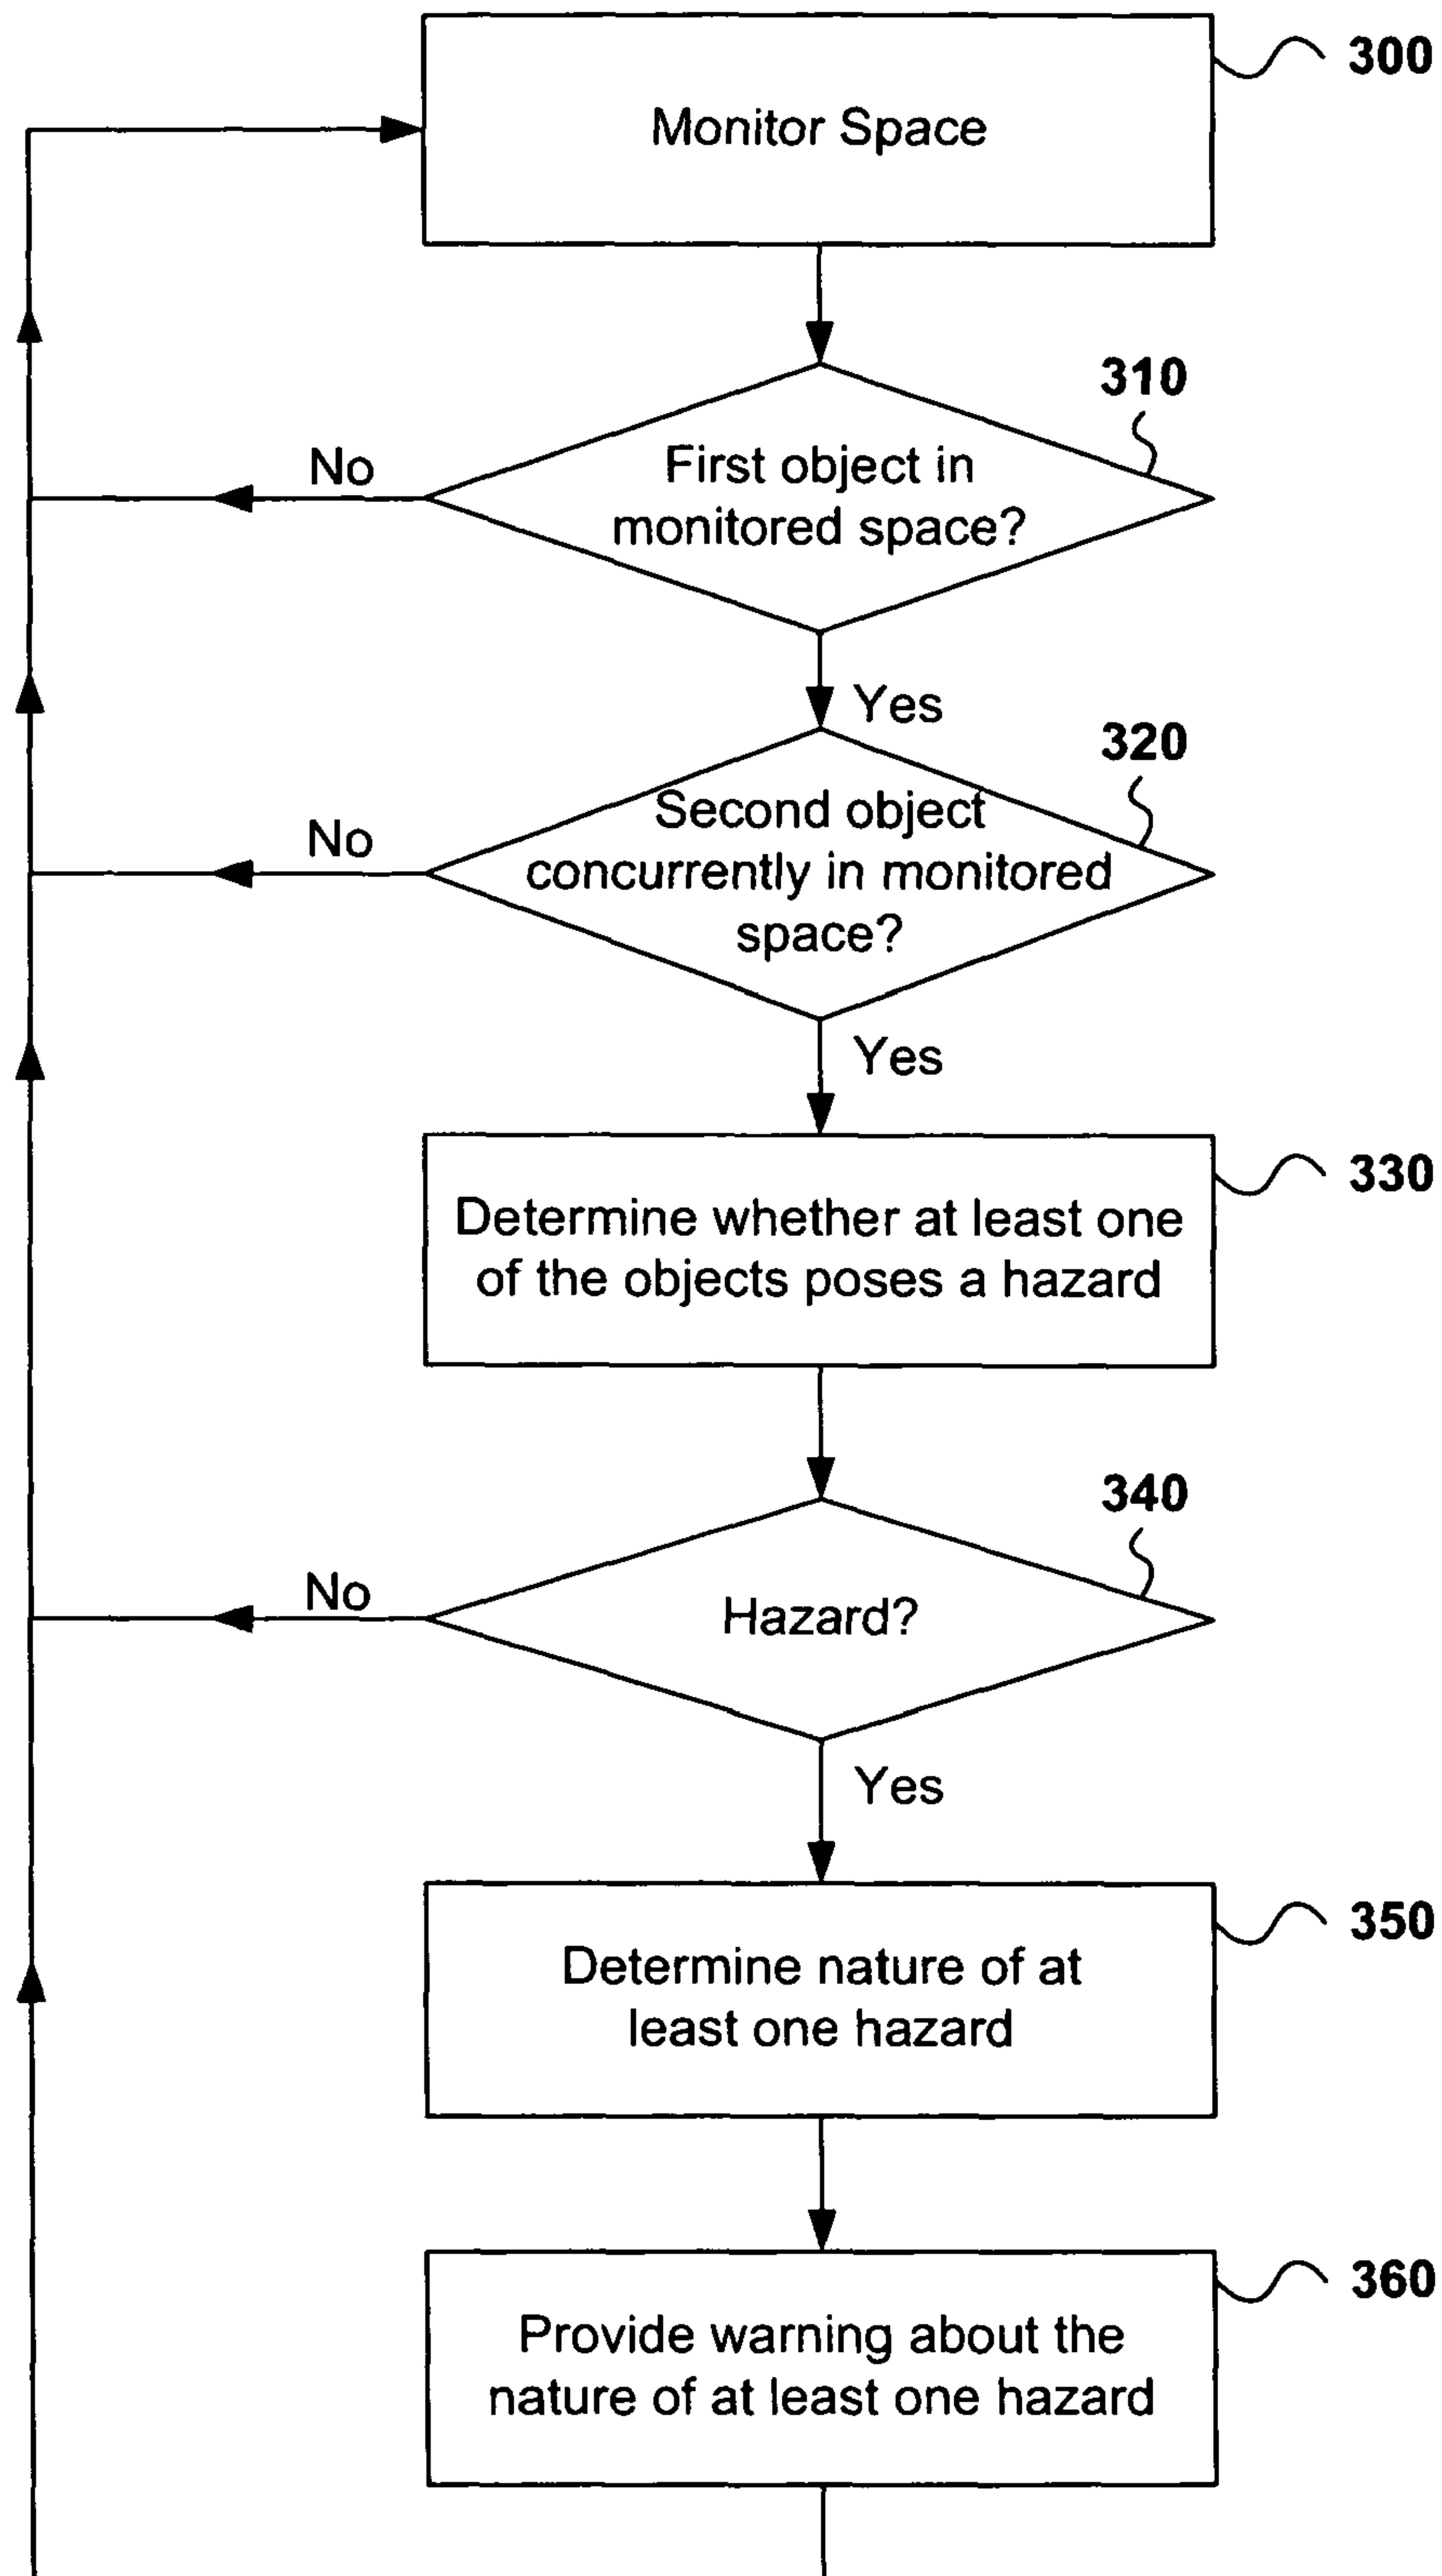 300
Monitor Space
310
First object in
monitored space?
No
Yes
320
Second object
concurrently in monitored
space?
No
Yes
330
Determine whether at least one
of the objects poses a hazard
340
Hazard?
No
Yes
350
Determine nature of at
least one hazard
360
Provide warning about the
nature of at least one hazard